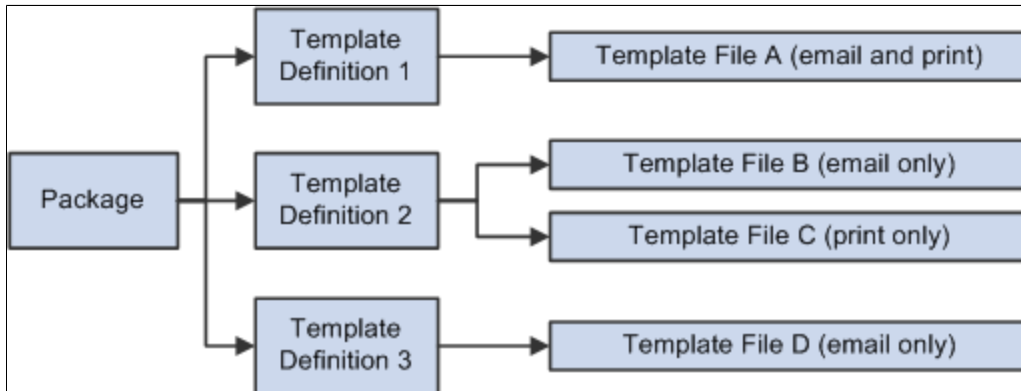 Template
Definition 1
Template File A (email and print)
Package
Template
Definition 2
Template File B (email only)
Template File C (print only)
Template
Definition 3
Template File D (email only)